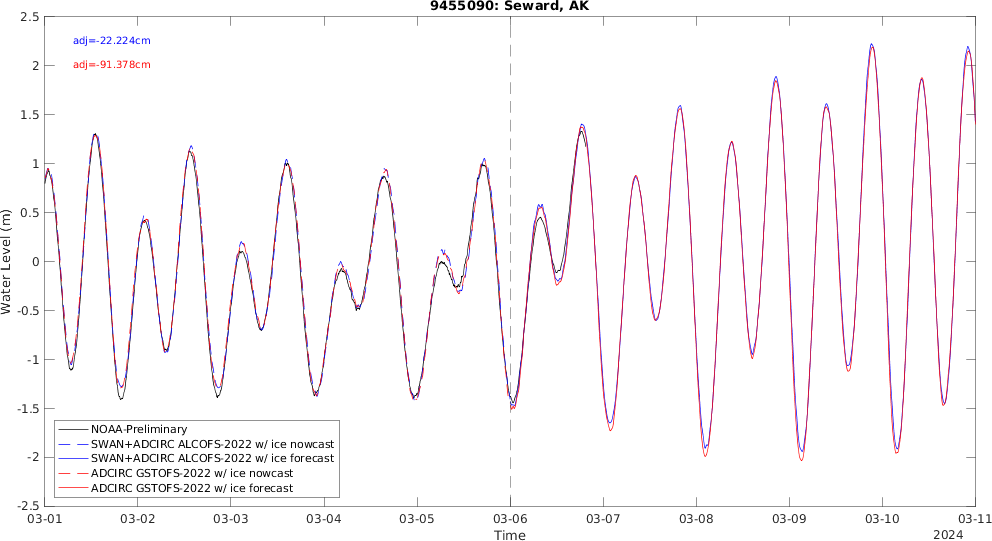 9455090: Seward, AK
adj=-22.224cm
adj=-91.378cm
2.5
2
1.5
1
0.5
0
-0.5
-1
-1.5
-2
-2.5
Water Level (m)
NOAA-Preliminary
SWAN+ADCIRC ALCOFS-2022 w/ ice nowcast
SWAN+ADCIRC ALCOFS-2022 w/ ice forecast
ADCIRC GSTOFS-2022 w/ ice nowcast
ADCIRC GSTOFS-2022 w/ ice forecast
03-01 03-02 03-03 03-04 03-05 03-06 03-07 03-08 03-09 03-10 03-11
Time
2024